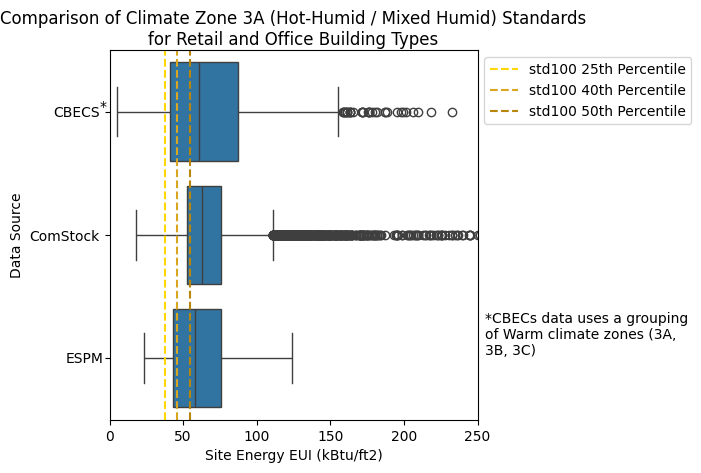 Comparison of Climate Zone 3A (Hot-Humid / Mixed Humid) Standards
for Retail and Office Building Types
std100 25th Percentile
std100 40th Percentile
std100 50th Percentile
Data Source
CBECS*
ComStock
ESPM
*CBECs data uses a grouping
of Warm climate zones (3A,
3B, 3C)
0 50 100 150 200 250
Site Energy EUI (kBtu/ft2)